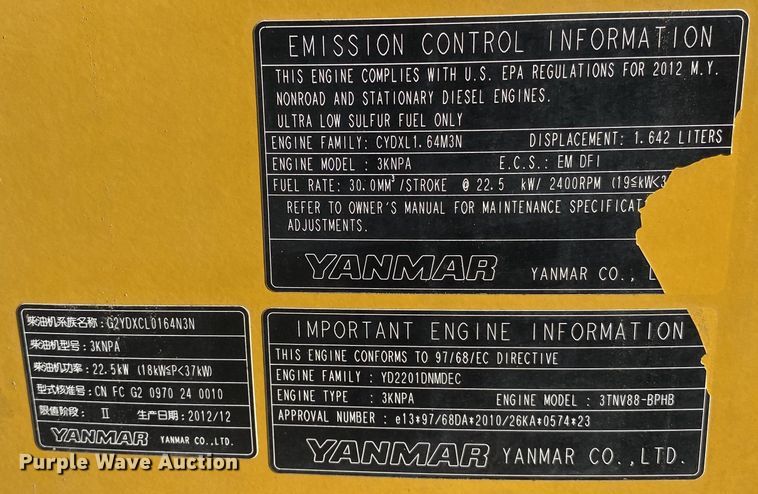 EMISSION CONTROL INFORMATION
THIS ENGINE COMPLIES WITH U.S. EPA REGULATIONS FOR 2012 M.Y.
NONROAD AND STATIONARY DIESEL ENGINES.
ULTRA LOW SULFUR FUEL ONLY
ENGINE FAMILY: CYDXL1.64M3N DISPLACEMENT: 1.642 LITERS
ENGINE MODEL : 3KNPA E.C.S.: EM DFI
FUEL RATE: 30.0MM³/STROKE @ 22.5 kW/ 2400RPM (19≤kW<3
REFER TO OWNER'S MANUAL FOR MAINTENANCE SPECIFICAT
ADJUSTMENTS.
YANMAR YANMAR CO.,
柴油机系族名称：G2YDXCL0164N3N
柴油机型号：3KNPA
柴油机功率：22.5kW (18kW≤P<37kW)
型式核准号：CN FC G2 0970 24 0010
限值阶段： II 生产日期：2012/12
YANMAR YANMAR CO.,LTD.
IMPORTANT ENGINE INFORMATION
THIS ENGINE CONFORMS TO 97/68/EC DIRECTIVE
ENGINE FAMILY : YD2201DNMDEC
ENGINE TYPE : 3KNPA ENGINE MODEL : 3TNV88-BPHB
APPROVAL NUMBER : e13*97/68DA*2010/26KA*0574*23
YANMAR YANMAR CO.,LTD.
Purple Wave Auction